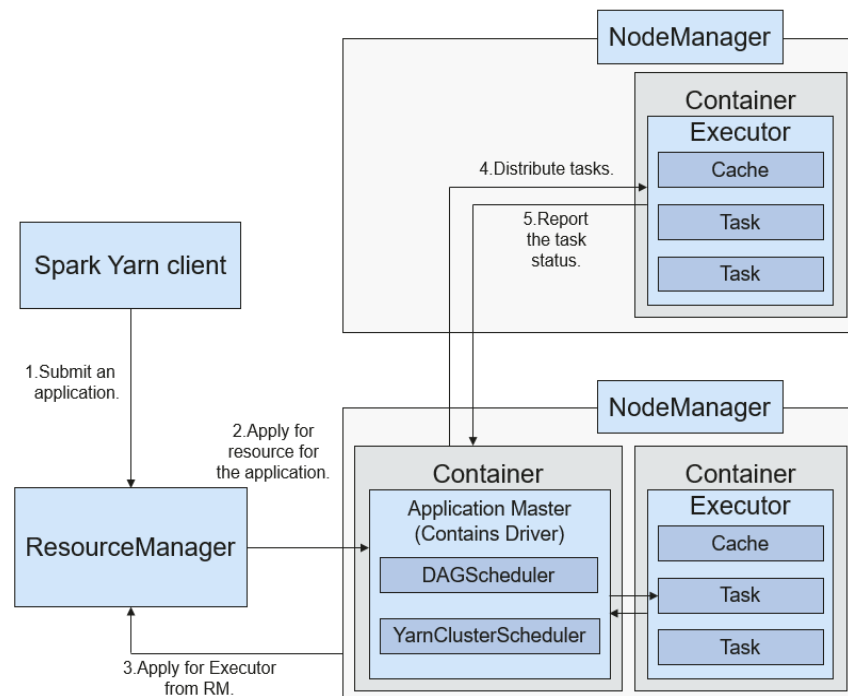 NodeManager
Container
Executor
Cache
Task
Task
4.Distribute tasks.
5.Report
the task
status.
Spark Yarn client
1.Submit an
application.
2.Apply for
resource for
the application.
ResourceManager
3.Apply for Executor
from RM.
NodeManager
Container
Application Master
(Contains Driver)
DAGScheduler
YarnClusterScheduler
Container
Executor
Cache
Task
Task